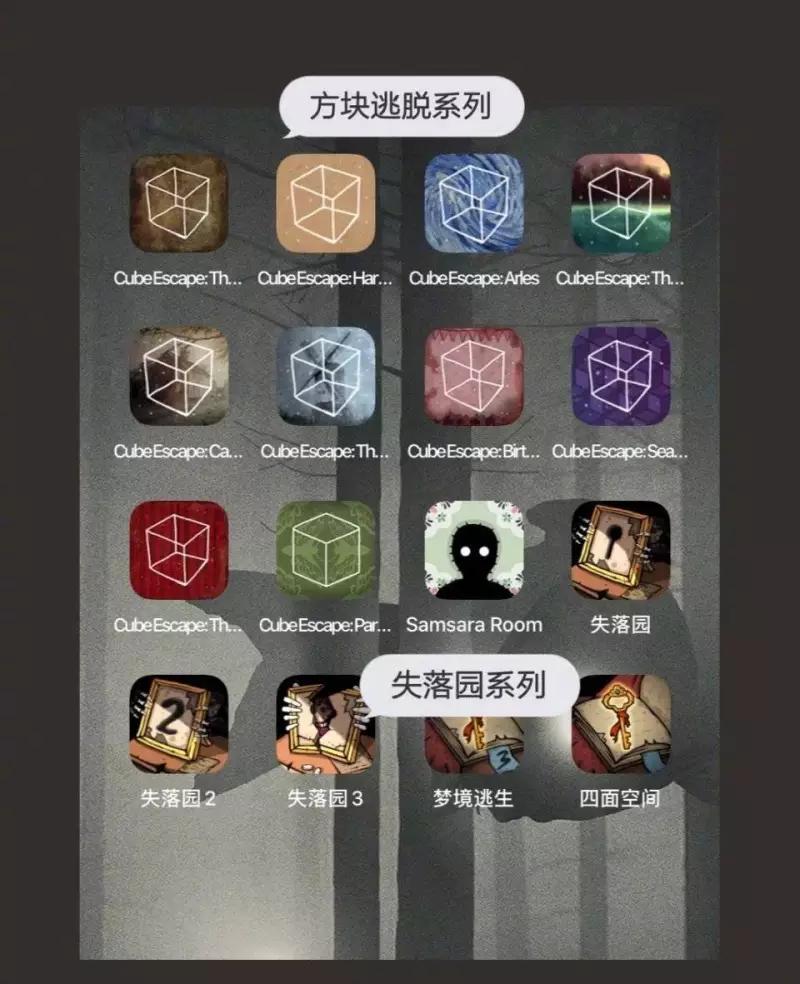 方块逃脱系列
CubeEscape:Th...
CubeEscape:Har...
CubeEscape:Arles
CubeEscape:Th...
CubeEscape:Ca...
CubeEscape:Th...
CubeEscape:Birt...
CubeEscape:Sea...
CubeEscape:Th...
CubeEscape:Par...
Samsara Room
失落园
失落园系列
2
3
失落园2
失落园3
梦境逃生
四面空间